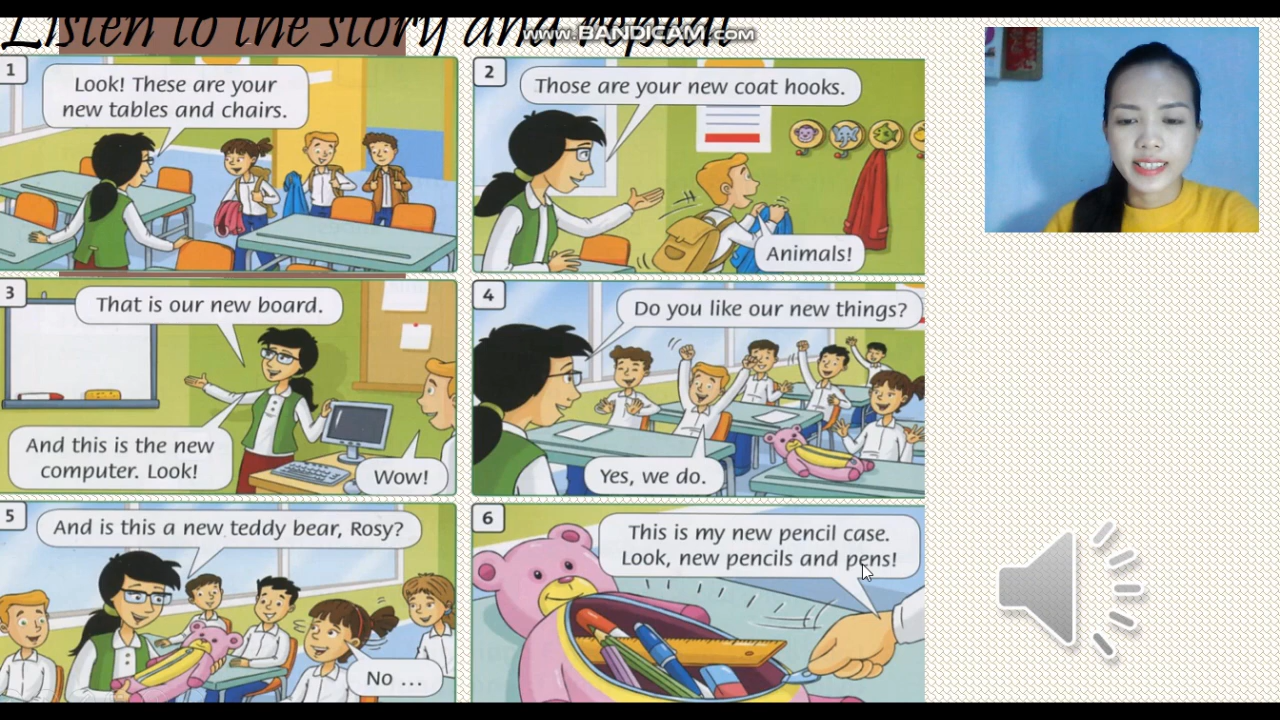 Listen to the story and repeat
www.BANDICAM.com
1
Look! These are your
new tables and chairs.
2
Those are your new coat hooks.
Animals!
3
That is our new board.
And this is the new
computer. Look!
Wow!
4
Do you like our new things?
Yes, we do.
5
And is this a new teddy bear, Rosy?
No ...
6
This is my new pencil case.
Look, new pencils and pens!